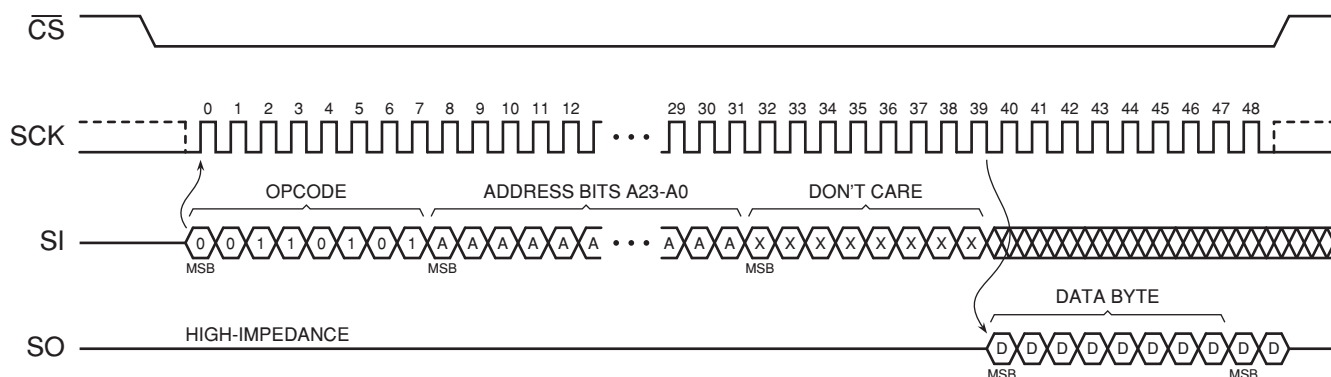 CS
0 1 2 3 4 5 6 7 8 9 10 11 12 29 30 31 32 33 34 35 36 37 38 39 40 41 42 43 44 45 46 47 48
SCK
OPCODE ADDRESS BITS A23-A0 DON'T CARE
SI 0 0 1 1 0 1 0 1 A A A A A A A A A X X X X X X X X
MSB MSB MSB
DATA BYTE
HIGH-IMPEDANCE
SO D D D D D D D D D D
MSB MSB